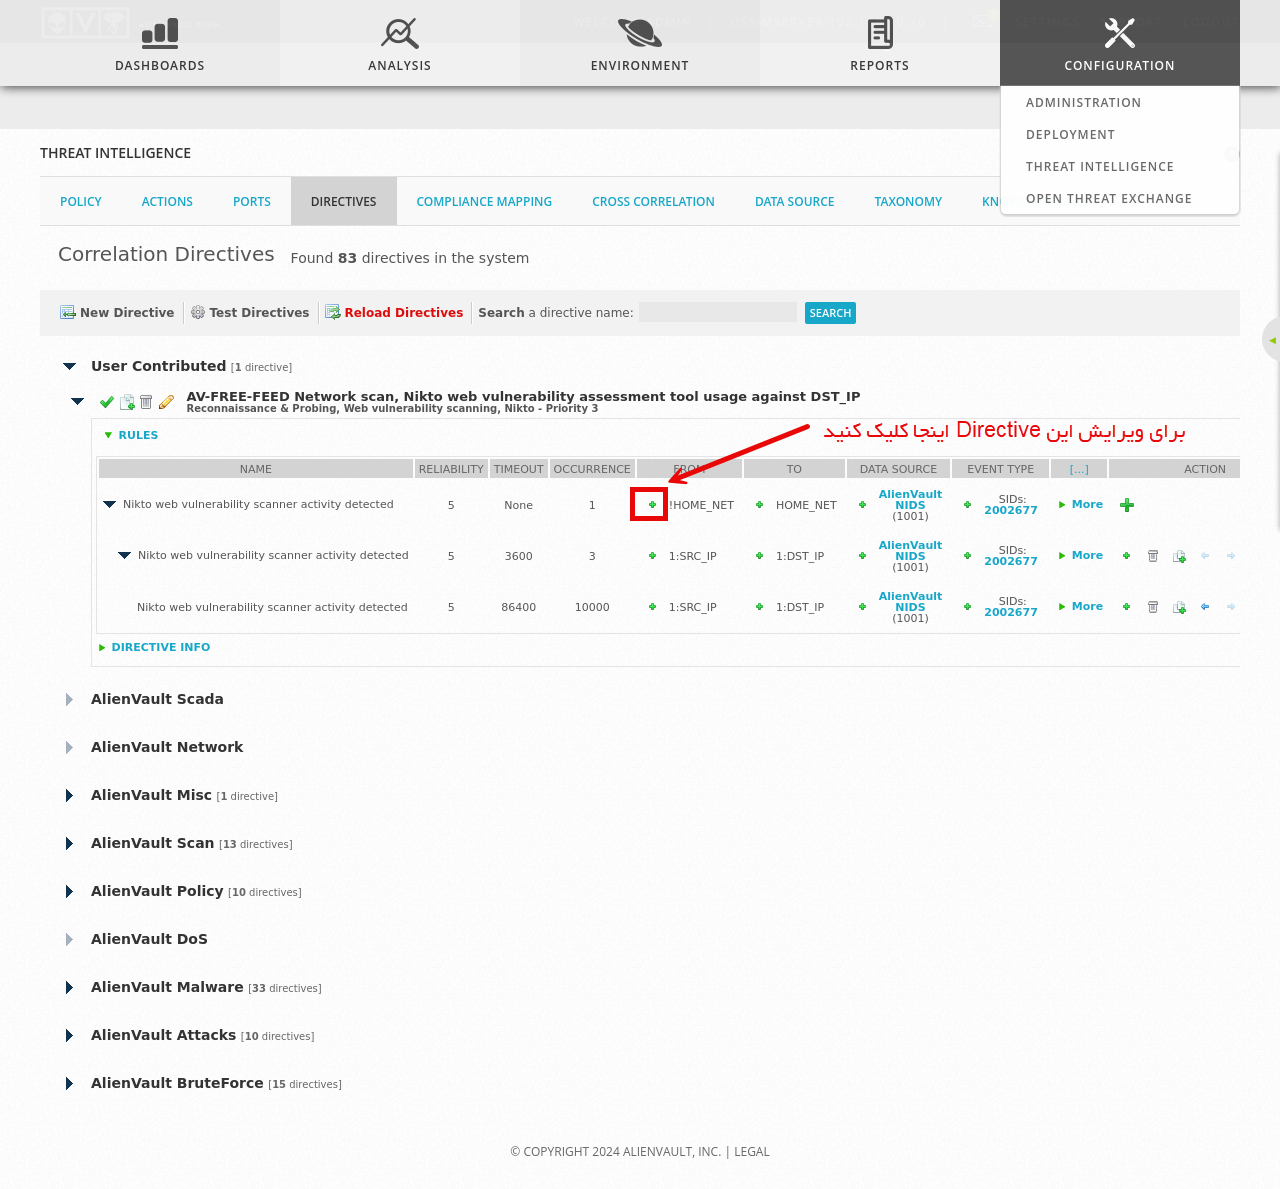 DASHBOARDS
ANALYSIS
ENVIRONMENT
REPORTS
CONFIGURATION
ADMINISTRATION
DEPLOYMENT
THREAT INTELLIGENCE
OPEN THREAT EXCHANGE
THREAT INTELLIGENCE
POLICY ACTIONS PORTS DIRECTIVES COMPLIANCE MAPPING CROSS CORRELATION DATA SOURCE TAXONOMY
Correlation Directives Found 83 directives in the system
New Directive Test Directives Reload Directives Search a directive name: SEARCH
User Contributed [1 directive]
AV-FREE-FEED Network scan, Nikto web vulnerability assessment tool usage against DST_IP
Reconnaissance & Probing, Web vulnerability scanning, Nikto - Priority 3
RULES
برای ویرایش این Directive اینجا کلیک کنید
NAME RELIABILITY TIMEOUT OCCURRENCE FROM TO DATA SOURCE EVENT TYPE [...] ACTION
Nikto web vulnerability scanner activity detected 5 None 1 !HOME_NET HOME_NET AlienVault NIDS (1001) SIDs: 2002677 More
Nikto web vulnerability scanner activity detected 5 3600 3 1:SRC_IP 1:DST_IP AlienVault NIDS (1001) SIDs: 2002677 More
Nikto web vulnerability scanner activity detected 5 86400 10000 1:SRC_IP 1:DST_IP AlienVault NIDS (1001) SIDs: 2002677 More
DIRECTIVE INFO
AlienVault Scada
AlienVault Network
AlienVault Misc [1 directive]
AlienVault Scan [13 directives]
AlienVault Policy [10 directives]
AlienVault DoS
AlienVault Malware [33 directives]
AlienVault Attacks [10 directives]
AlienVault BruteForce [15 directives]
© COPYRIGHT 2024 ALIENVAULT, INC. | LEGAL